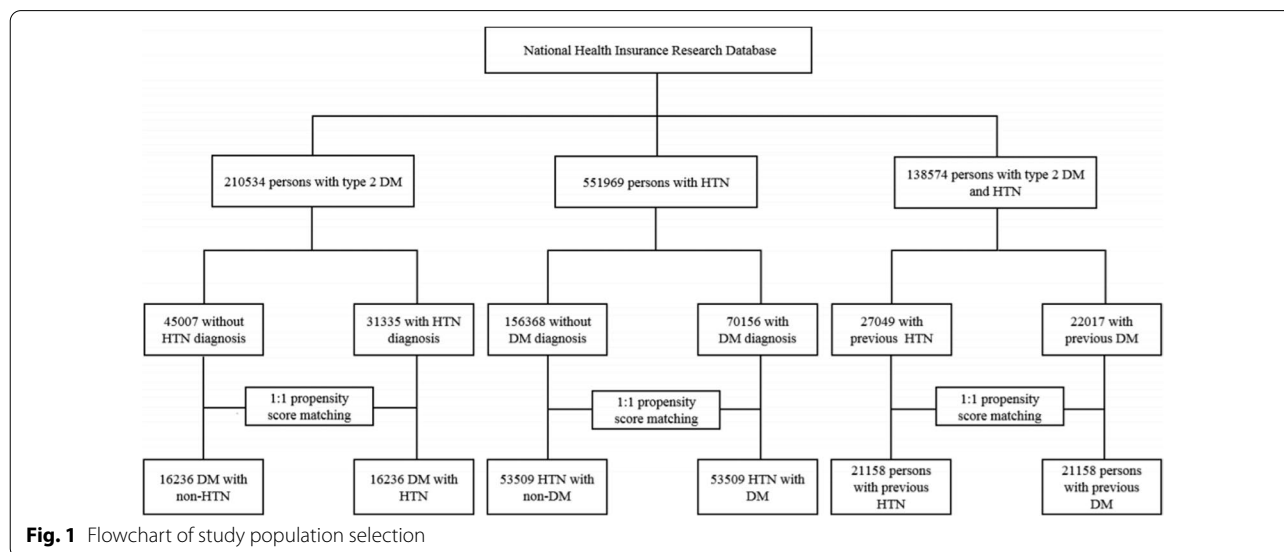 National Health Insurance Research Database
210534 persons with type 2 DM
551969 persons with HTN
138574 persons with type 2 DM
and HTN
45007 without
HTN diagnosis
31335 with HTN
diagnosis
156368 without
DM diagnosis
70156 with
DM diagnosis
27049 with
previous HTN
22017 with
previous DM
1:1 propensity
score matching
1:1 propensity
score matching
1:1 propensity
score matching
16236 DM with
non-HTN
16236 DM with
HTN
53509 HTN with
non-DM
53509 HTN with
DM
21158 persons
with previous
HTN
21158 persons
with previous
DM
Fig. 1 Flowchart of study population selection